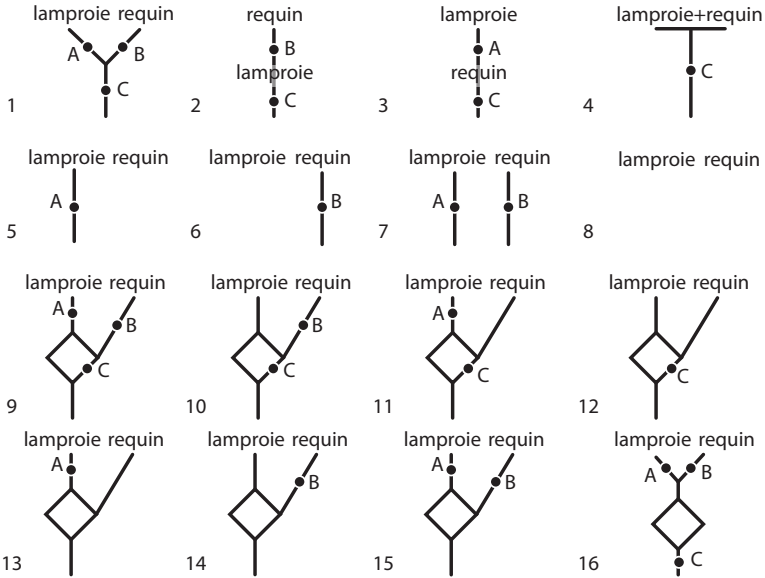 lamproie requin
A
B
C
1
requin
B
lamproie
C
2
lamproie
A
requin
C
3
lamproie+requin
C
4
lamproie requin
A
5
lamproie requin
B
6
lamproie requin
A
B
7
lamproie requin
8
lamproie requin
A
B
C
9
lamproie requin
B
C
10
lamproie requin
A
C
11
lamproie requin
C
12
lamproie requin
A
13
lamproie requin
B
14
lamproie requin
A
B
15
lamproie requin
A
B
C
16